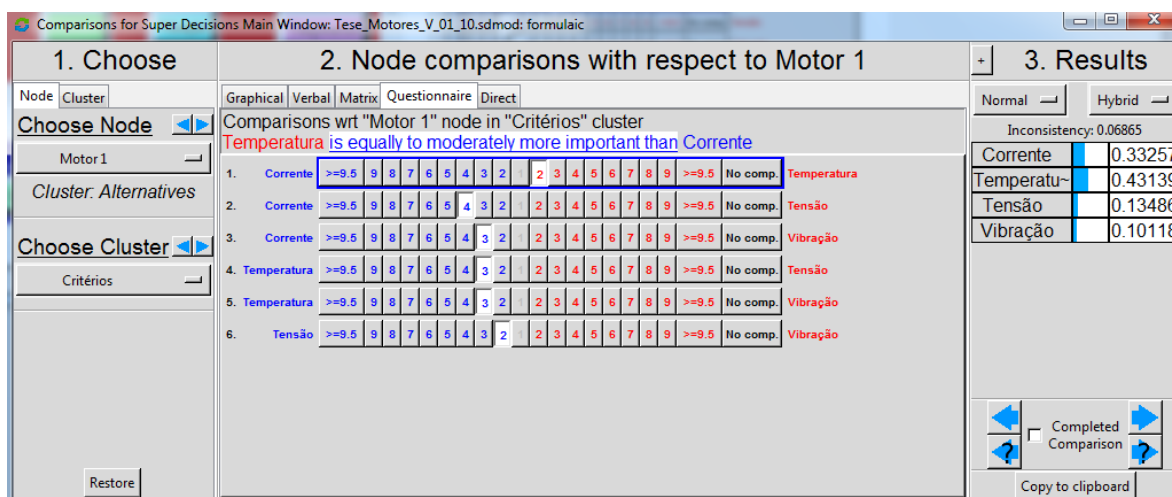 Comparisons for Super Decisions Main Window: Tese_Motores_V_01_10.sdmod: formulaic
1. Choose
Node Cluster
Choose Node
Motor1
Cluster: Alternatives
Choose Cluster
Critérios
Restore
2. Node comparisons with respect to Motor 1
Graphical Verbal Matrix Questionnaire Direct
Comparisons wrt "Motor 1" node in "Critérios" cluster
Temperatura is equally to moderately more important than Corrente
1. Corrente >=9.5 9 8 7 6 5 4 3 2 1 2 3 4 5 6 7 8 9 >=9.5 No comp. Temperatura
2. Corrente >=9.5 9 8 7 6 5 4 3 2 1 2 3 4 5 6 7 8 9 >=9.5 No comp. Tensão
3. Corrente >=9.5 9 8 7 6 5 4 3 2 1 2 3 4 5 6 7 8 9 >=9.5 No comp. Vibração
4. Temperatura >=9.5 9 8 7 6 5 4 3 2 1 2 3 4 5 6 7 8 9 >=9.5 No comp. Tensão
5. Temperatura >=9.5 9 8 7 6 5 4 3 2 1 2 3 4 5 6 7 8 9 >=9.5 No comp. Vibração
6. Tensão >=9.5 9 8 7 6 5 4 3 2 1 2 3 4 5 6 7 8 9 >=9.5 No comp. Vibração
+ 3. Results
Normal Hybrid
Inconsistency: 0.06865
Corrente 0.33257
Temperatu~ 0.43139
Tensão 0.13486
Vibração 0.10118
Completed
Comparison
? ?
Copy to clipboard